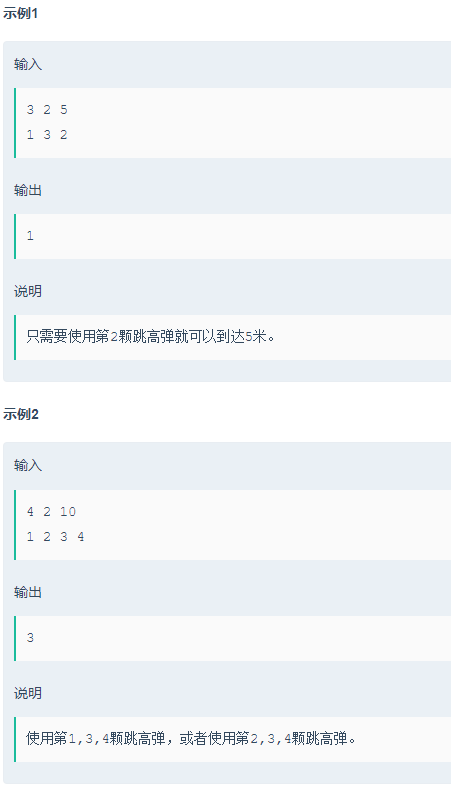 示例1
输入
3 2 5
1 3 2
输出
1
说明
只需要使用第2颗跳高弹就可以到达5米。
示例2
输入
4 2 10
1 2 3 4
输出
3
说明
使用第1,3,4颗跳高弹，或者使用第2,3,4颗跳高弹。